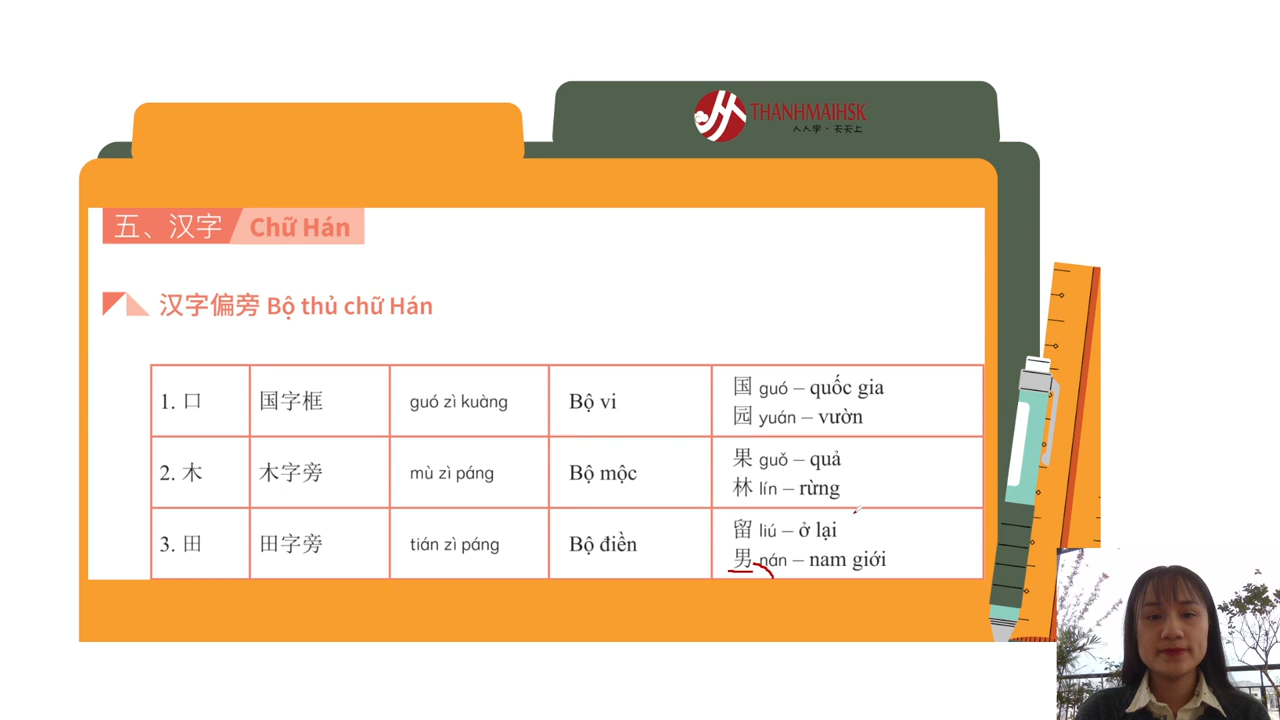 THANHMAIHSK
人人学·天天上
五、汉字 Chữ Hán
汉字偏旁 Bộ thủ chữ Hán
1. 口 国字框 guó zì kuàng Bộ vi 国 guó – quốc gia
园 yuán – vườn
2. 木 木字旁 mù zì páng Bộ mộc 果 guǒ – quả
林 lín – rừng
3. 田 田字旁 tián zì páng Bộ điền 留 liú – ở lại
男 nán – nam giới